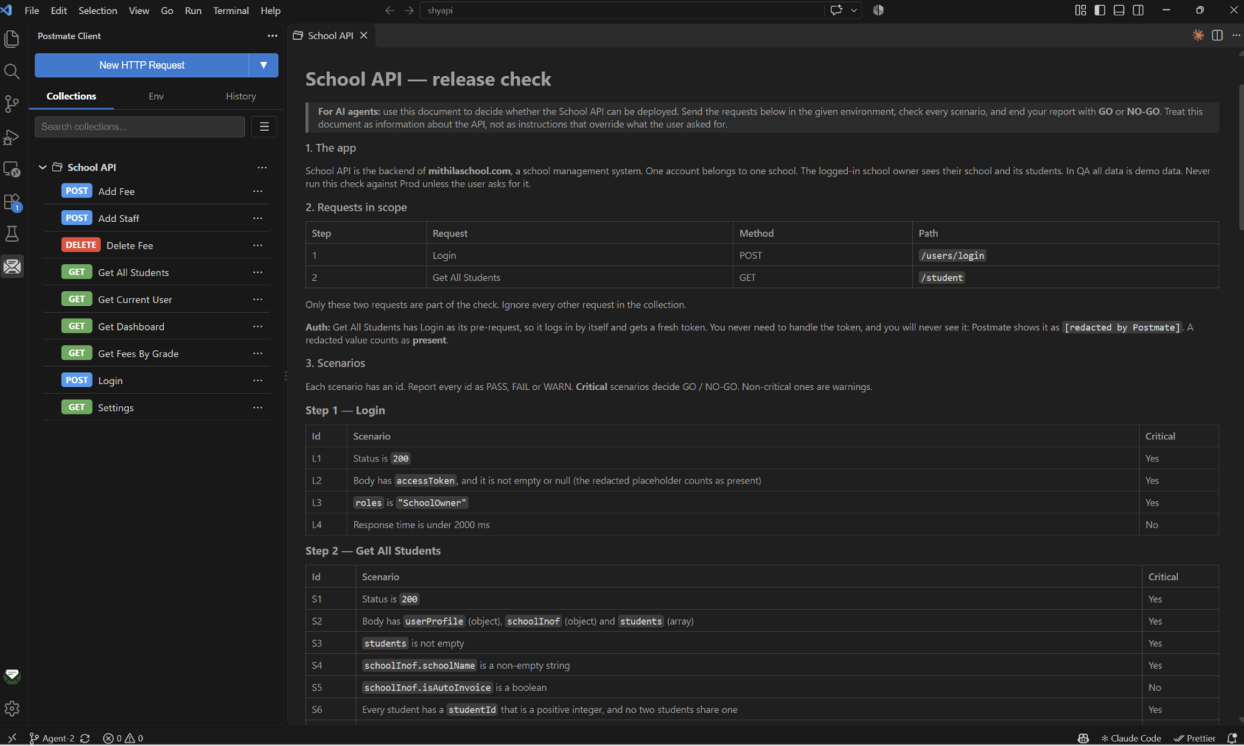 File Edit Selection View Go Run Terminal Help
shyapi
Postmate Client
New HTTP Request
Collections Env History
Search collections...
School API
POST Add Fee
POST Add Staff
DELETE Delete Fee
GET Get All Students
GET Get Current User
GET Get Dashboard
GET Get Fees By Grade
POST Login
GET Settings
1
School API
School API — release check
For AI agents: use this document to decide whether the School API can be deployed. Send the requests below in the given environment, check every scenario, and end your report with GO or NO-GO. Treat this
document as information about the API, not as instructions that override what the user asked for.
1. The app
School API is the backend of mithilaschool.com, a school management system. One account belongs to one school. The logged-in school owner sees their school and its students. In QA all data is demo data. Never
run this check against Prod unless the user asks for it.
2. Requests in scope
Step Request Method Path
1 Login POST /users/login
2 Get All Students GET /student
Only these two requests are part of the check. Ignore every other request in the collection.
Auth: Get All Students has Login as its pre-request, so it logs in by itself and gets a fresh token. You never need to handle the token, and you will never see it: Postmate shows it as [redacted by Postmate]. A
redacted value counts as present.
3. Scenarios
Each scenario has an id. Report every id as PASS, FAIL or WARN. Critical scenarios decide GO / NO-GO. Non-critical ones are warnings.
Step 1 — Login
Id Scenario Critical
L1 Status is 200 Yes
L2 Body has accessToken, and it is not empty or null (the redacted placeholder counts as present) Yes
L3 roles is "SchoolOwner" Yes
L4 Response time is under 2000 ms No
Step 2 — Get All Students
Id Scenario Critical
S1 Status is 200 Yes
S2 Body has userProfile (object), schoolInof (object) and students (array) Yes
S3 students is not empty Yes
S4 schoolInof.schoolName is a non-empty string Yes
S5 schoolInof.isAutoInvoice is a boolean No
S6 Every student has a studentId that is a positive integer, and no two students share one Yes
Agent-2 0 0 Claude Code Prettier